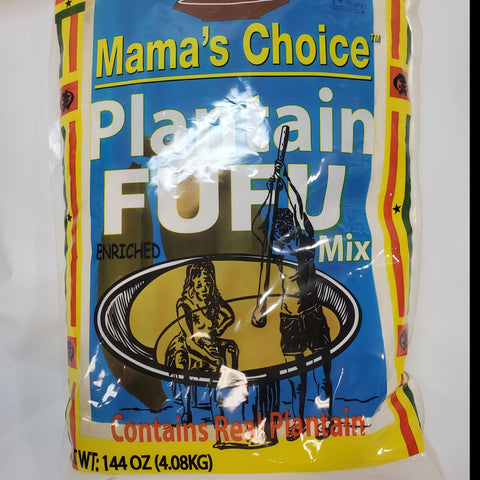 Mama's Choice™
Plantain
FUFU
ENRICHED
Mix
Contains Real Plantain
WT: 144 OZ (4.08KG)